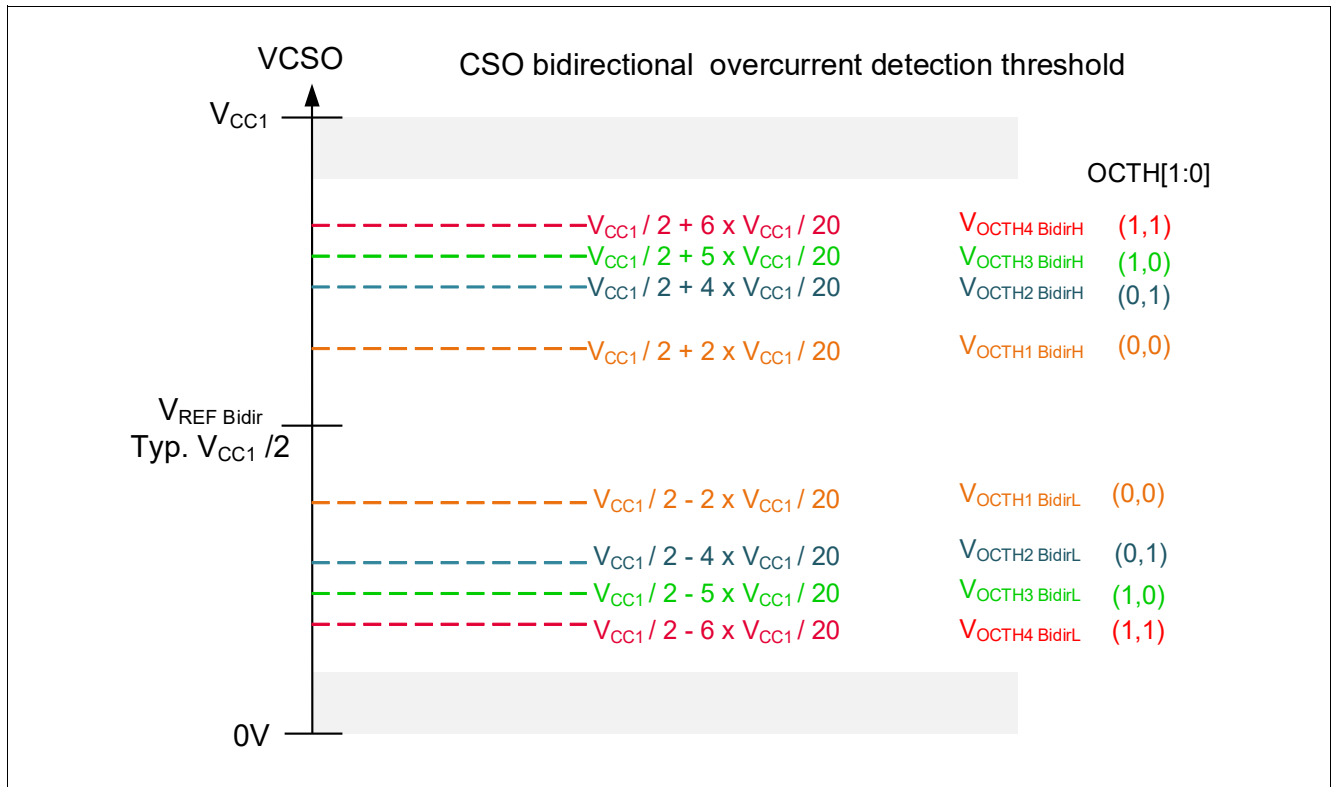 VCSO
CSO bidirectional overcurrent detection threshold
VCC1
OCTH[1:0]
VCC1 / 2 + 6 x VCC1 / 20 VOCTH4 BidirH (1,1)
VCC1 / 2 + 5 x VCC1 / 20 VOCTH3 BidirH (1,0)
VCC1 / 2 + 4 x VCC1 / 20 VOCTH2 BidirH (0,1)
VCC1 / 2 + 2 x VCC1 / 20 VOCTH1 BidirH (0,0)
VREF Bidir
Typ. VCC1 /2
VCC1 / 2 - 2 x VCC1 / 20 VOCTH1 BidirL (0,0)
VCC1 / 2 - 4 x VCC1 / 20 VOCTH2 BidirL (0,1)
VCC1 / 2 - 5 x VCC1 / 20 VOCTH3 BidirL (1,0)
VCC1 / 2 - 6 x VCC1 / 20 VOCTH4 BidirL (1,1)
0V